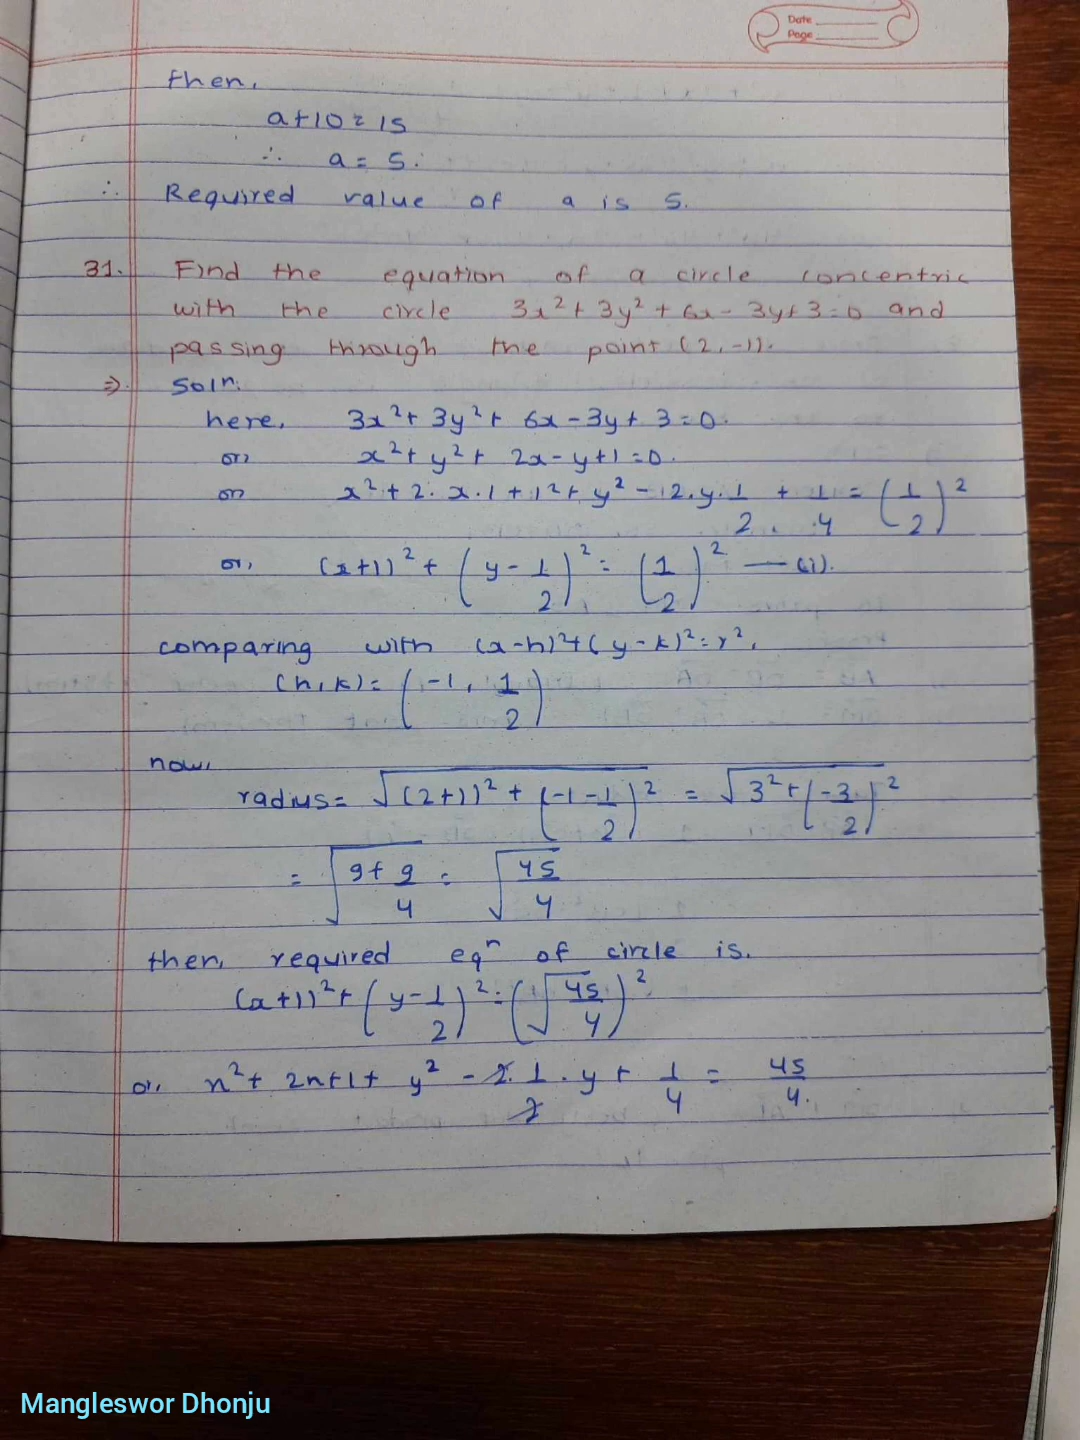 Date
Page
then,
a+10=15
∴ a=5.
∴ Required value of a is 5.
31. Find the equation of a circle concentric
with the circle 3x²+3y²+6x-3y+3=0 and
passing through the point (2,-1).
⇒ Soln.
here, 3x²+3y²+6x-3y+3=0.
or, x²+y²+2x-y+1=0.
or, x²+2.x.1+1²+y²-2.y.1/2+1/4=(1/2)²
or, (x+1)²+(y-1/2)²=(1/2)² —(i).
comparing with (x-h)²+(y-k)²=r²,
(h,k)=(-1,1/2)
now,
radius=√((2+1)²+(-1-1/2)²)=√(3²+(-3/2)²)
=√(9+9/4)=√(45/4)
then, required eqⁿ of circle is.
(x+1)²+(y-1/2)²=(√(45/4))²
or, x²+2x+1+y²-2.1/2.y+1/4=45/4.
Mangleswor Dhonju